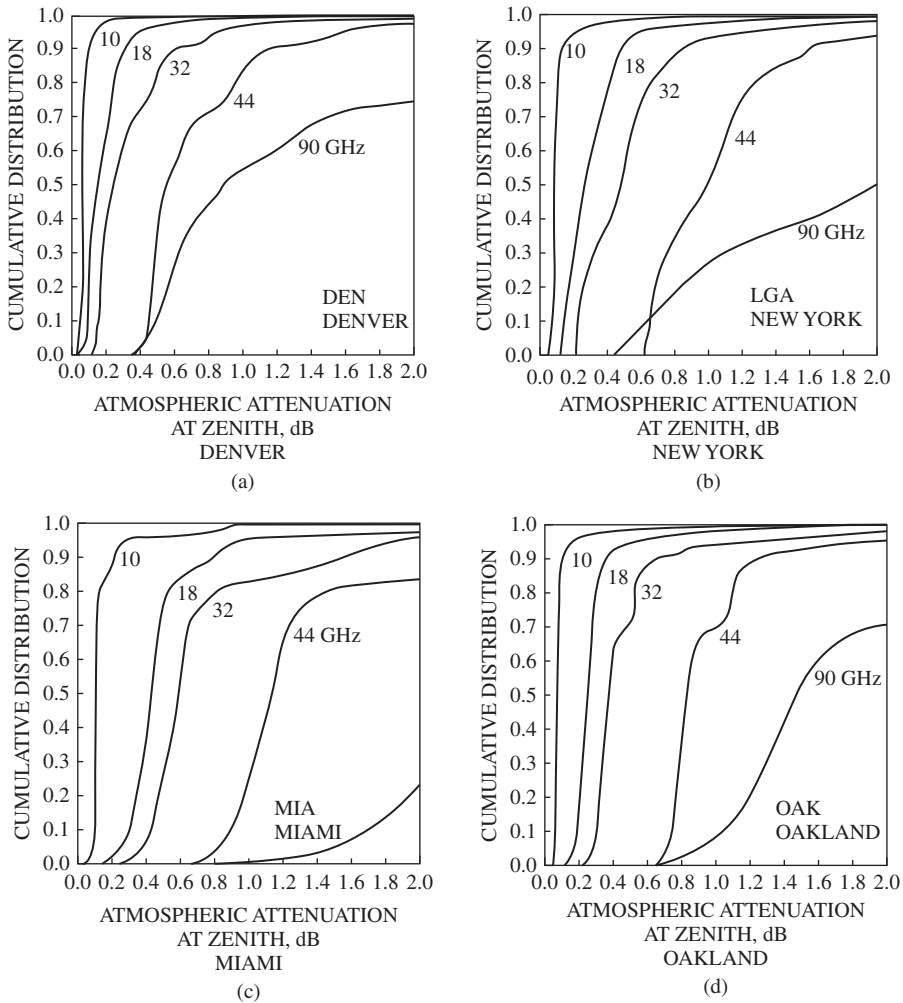 CUMULATIVE DISTRIBUTION
1.0
0.9
0.8
0.7
0.6
0.5
0.4
0.3
0.2
0.1
0.0
10
18
32
44
90 GHz
DEN
DENVER
0.0 0.2 0.4 0.6 0.8 1.0 1.2 1.4 1.6 1.8 2.0
ATMOSPHERIC ATTENUATION
AT ZENITH, dB
DENVER
(a)
CUMULATIVE DISTRIBUTION
1.0
0.9
0.8
0.7
0.6
0.5
0.4
0.3
0.2
0.1
0.0
10
18
32
44
90 GHz
LGA
NEW YORK
0.0 0.2 0.4 0.6 0.8 1.0 1.2 1.4 1.6 1.8 2.0
ATMOSPHERIC ATTENUATION
AT ZENITH, dB
NEW YORK
(b)
CUMULATIVE DISTRIBUTION
1.0
0.9
0.8
0.7
0.6
0.5
0.4
0.3
0.2
0.1
0.0
10
18
32
44 GHz
MIA
MIAMI
0.0 0.2 0.4 0.6 0.8 1.0 1.2 1.4 1.6 1.8 2.0
ATMOSPHERIC ATTENUATION
AT ZENITH, dB
MIAMI
(c)
CUMULATIVE DISTRIBUTION
1.0
0.9
0.8
0.7
0.6
0.5
0.4
0.3
0.2
0.1
0.0
10
18
32
44
90 GHz
OAK
OAKLAND
0.0 0.2 0.4 0.6 0.8 1.0 1.2 1.4 1.6 1.8 2.0
ATMOSPHERIC ATTENUATION
AT ZENITH, dB
OAKLAND
(d)